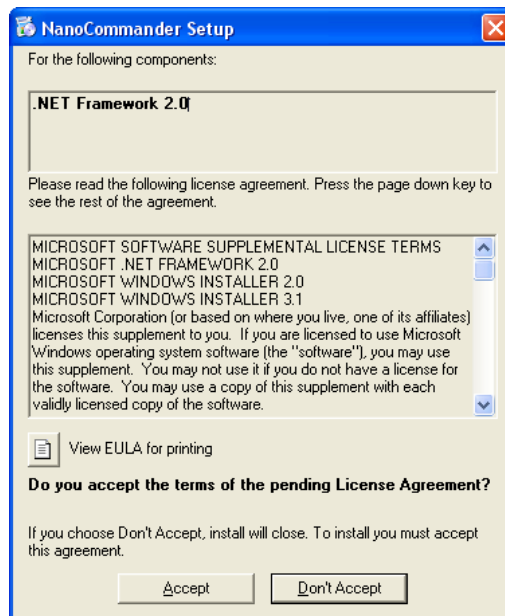 NanoCommander Setup
For the following components:
.NET Framework 2.0
Please read the following license agreement. Press the page down key to
see the rest of the agreement.
MICROSOFT SOFTWARE SUPPLEMENTAL LICENSE TERMS
MICROSOFT .NET FRAMEWORK 2.0
MICROSOFT WINDOWS INSTALLER 2.0
MICROSOFT WINDOWS INSTALLER 3.1
Microsoft Corporation (or based on where you live, one of its affiliates)
licenses this supplement to you.  If you are licensed to use Microsoft
Windows operating system software (the "software"), you may use
this supplement.  You may not use it if you do not have a license for
the software.  You may use a copy of this supplement with each
validly licensed copy of the software.
View EULA for printing
Do you accept the terms of the pending License Agreement?
If you choose Don't Accept, install will close. To install you must accept
this agreement.
Accept
Don't Accept